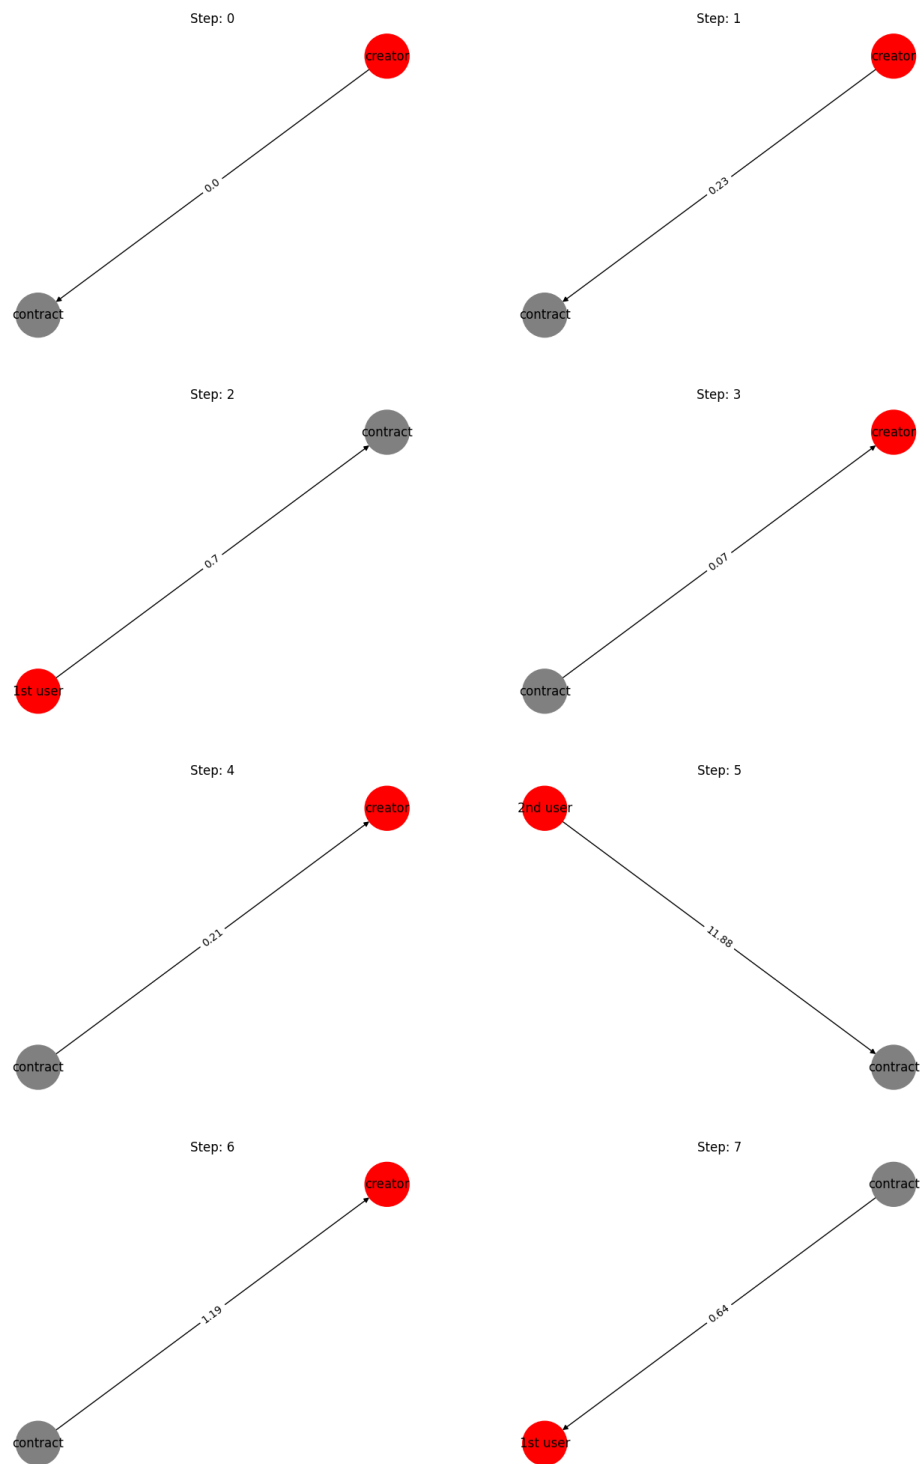 Step: 0
creator
0.0
contract
Step: 1
creator
0.23
contract
Step: 2
contract
0.7
1st user
Step: 3
creator
0.07
contract
Step: 4
creator
0.21
contract
Step: 5
2nd user
11.88
contract
Step: 6
creator
1.19
contract
Step: 7
contract
0.64
1st user